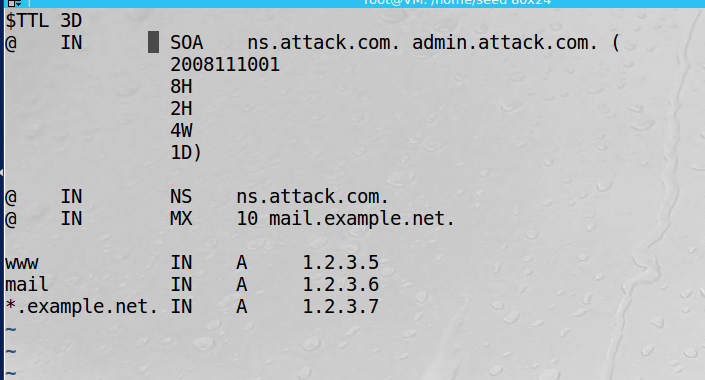 root@VM: /home/seed 80x24
$TTL 3D
@ IN SOA ns.attack.com. admin.attack.com. (
2008111001
8H
2H
4W
1D)
@ IN NS ns.attack.com.
@ IN MX 10 mail.example.net.
www IN A 1.2.3.5
mail IN A 1.2.3.6
*.example.net. IN A 1.2.3.7
~
~
~